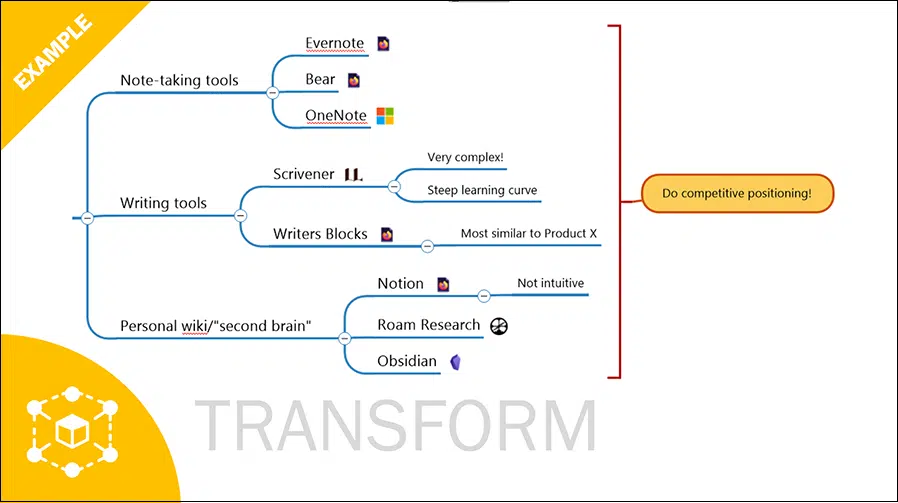 EXAMPLE
Note-taking tools
Evernote
Bear
OneNote
Writing tools
Scrivener
Very complex!
Steep learning curve
Writers Blocks
Most similar to Product X
Personal wiki/"second brain"
Notion
Not intuitive
Roam Research
Obsidian
Do competitive positioning!
TRANSFORM